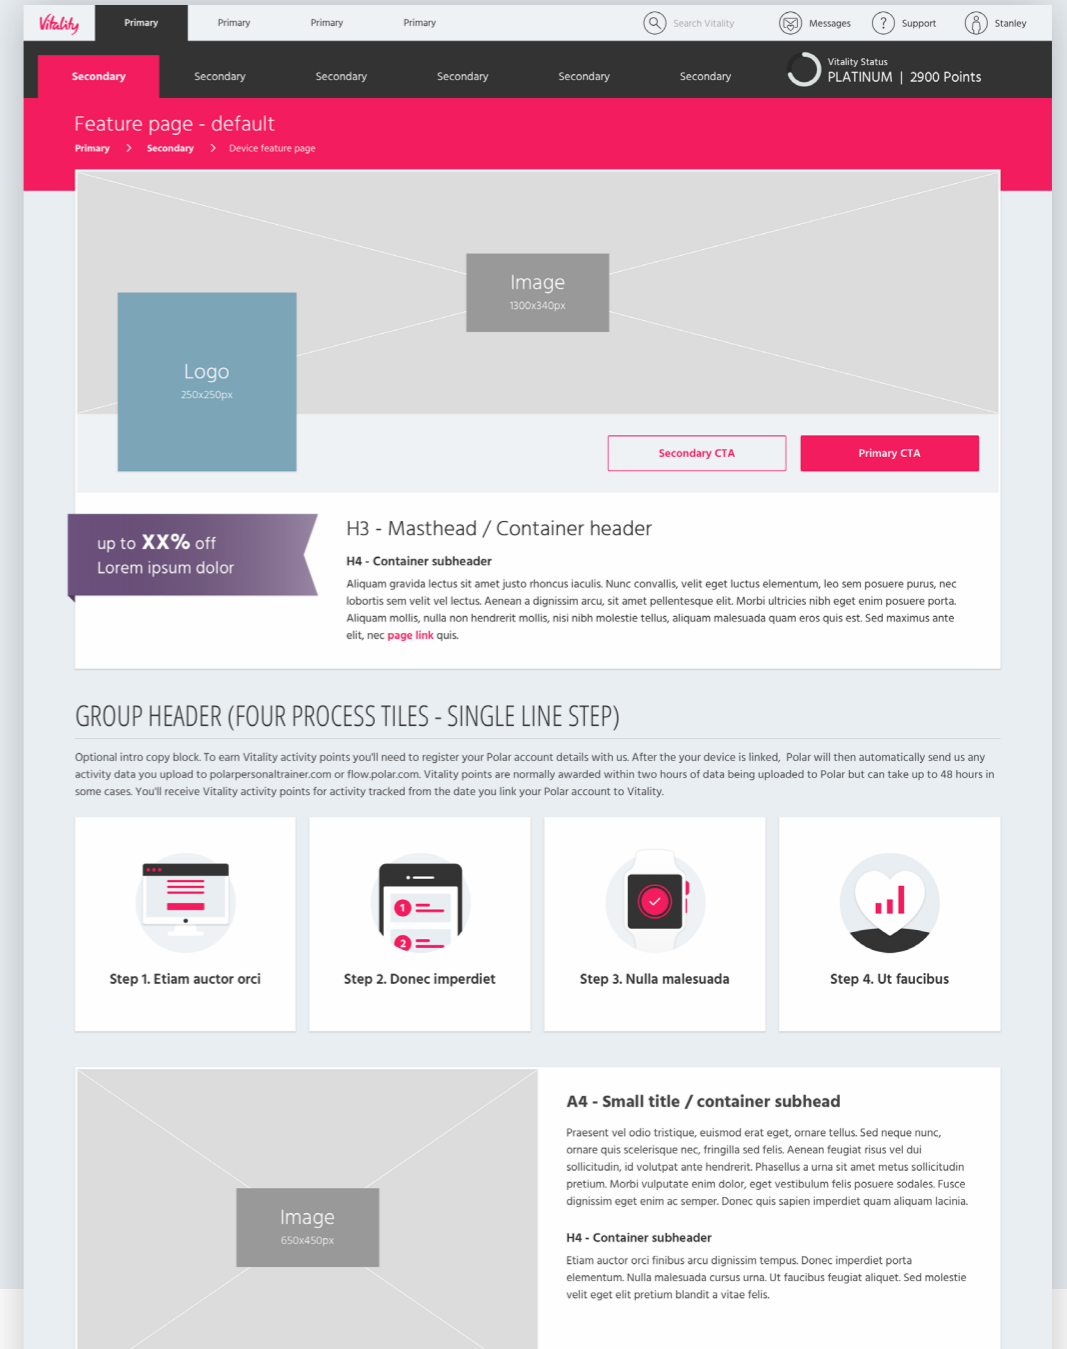 Vitality
Primary
Primary
Primary
Primary
Search Vitality
Messages
?
Support
Stanley
Secondary
Secondary
Secondary
Secondary
Secondary
Secondary
Vitality Status
PLATINUM | 2900 Points
Feature page - default
Primary > Secondary > Device feature page
Image
1300x340px
Logo
250x250px
Secondary CTA
Primary CTA
up to XX% off
Lorem ipsum dolor
H3 - Masthead / Container header
H4 - Container subheader
Aliquam gravida lectus sit amet justo rhoncus iaculis. Nunc convallis, velit eget luctus elementum, leo sem posuere purus, nec
lobortis sem velit vel lectus. Aenean a dignissim arcu, sit amet pellentesque elit. Morbi ultricies nibh eget enim posuere porta.
Aliquam mollis, nulla non hendrerit mollis, nisi nibh molestie tellus, aliquam malesuada quam eros quis est. Sed maximus ante
elit, nec page link quis.
GROUP HEADER (FOUR PROCESS TILES - SINGLE LINE STEP)
Optional intro copy block. To earn Vitality activity points you'll need to register your Polar account details with us. After the your device is linked, Polar will then automatically send us any
activity data you upload to polarpersonaltrainer.com or flow.polar.com. Vitality points are normally awarded within two hours of data being uploaded to Polar but can take up to 48 hours in
some cases. You'll receive Vitality activity points for activity tracked from the date you link your Polar account to Vitality.
1
2
Step 1. Etiam auctor orci
Step 2. Donec imperdiet
Step 3. Nulla malesuada
Step 4. Ut faucibus
Image
650x450px
A4 - Small title / container subhead
Praesent vel odio tristique, euismod erat eget, ornare tellus. Sed neque nunc,
ornare quis scelerisque nec, fringilla sed felis. Aenean feugiat risus vel dui
sollicitudin, id volutpat ante hendrerit. Phasellus a urna sit amet metus sollicitudin
pretium. Morbi vulputate enim dolor, eget vestibulum felis posuere sodales. Fusce
dignissim eget enim ac semper. Donec quis sapien imperdiet quam aliquam lacinia.
H4 - Container subheader
Etiam auctor orci finibus arcu dignissim tempus. Donec imperdiet porta
elementum. Nulla malesuada cursus urna. Ut faucibus feugiat aliquet. Sed molestie
velit eget elit pretium blandit a vitae felis.